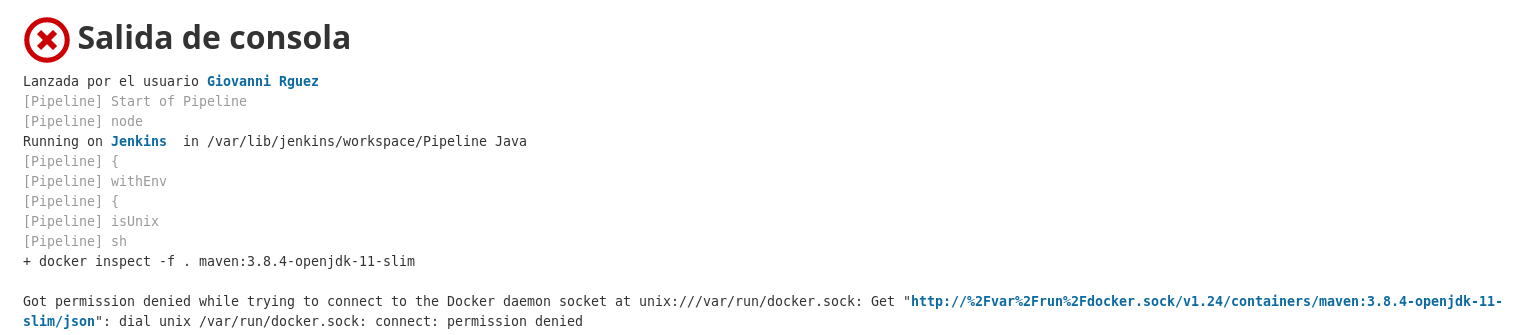 Salida de consola
Lanzada por el usuario Giovanni Rguez
[Pipeline] Start of Pipeline
[Pipeline] node
Running on Jenkins  in /var/lib/jenkins/workspace/Pipeline Java
[Pipeline] {
[Pipeline] withEnv
[Pipeline] {
[Pipeline] isUnix
[Pipeline] sh
+ docker inspect -f . maven:3.8.4-openjdk-11-slim
Got permission denied while trying to connect to the Docker daemon socket at unix:///var/run/docker.sock: Get "http://%2Fvar%2Frun%2Fdocker.sock/v1.24/containers/maven:3.8.4-openjdk-11-
slim/json": dial unix /var/run/docker.sock: connect: permission denied